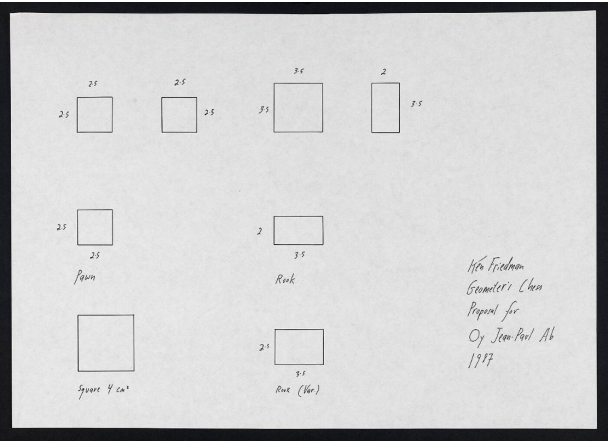 2.5 2.5 3.5 2
2.5 2.5 3.5 3.5
2.5 2
2.5 3.5
Pawn Rook
2.5
3.5
Square 4 cm² Rook (Var.)
Ken Friedman
Geometer's Chess
Proposal for
Oy Jean-Paul Ab
1987